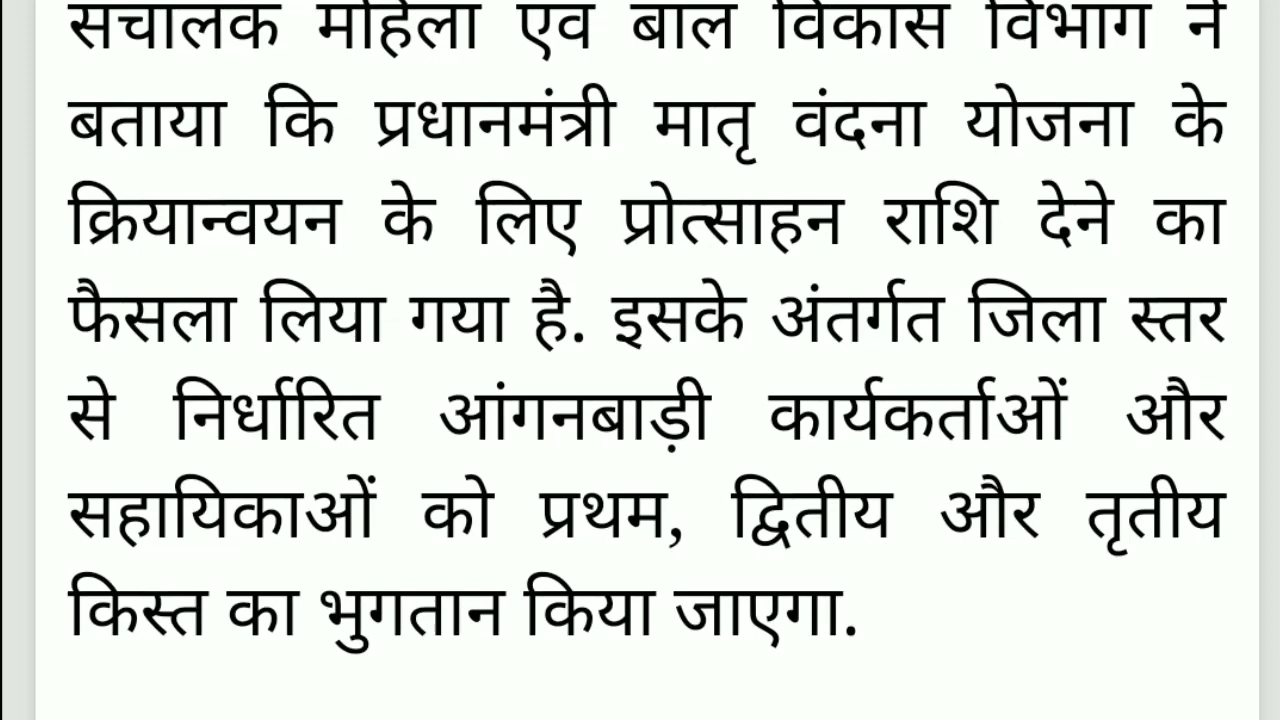 संचालक महिला एवं बाल विकास विभाग ने
बताया कि प्रधानमंत्री मातृ वंदना योजना के
क्रियान्वयन के लिए प्रोत्साहन राशि देने का
फैसला लिया गया है. इसके अंतर्गत जिला स्तर
से निर्धारित आंगनबाड़ी कार्यकर्ताओं और
सहायिकाओं को प्रथम, द्वितीय और तृतीय
किस्त का भुगतान किया जाएगा.